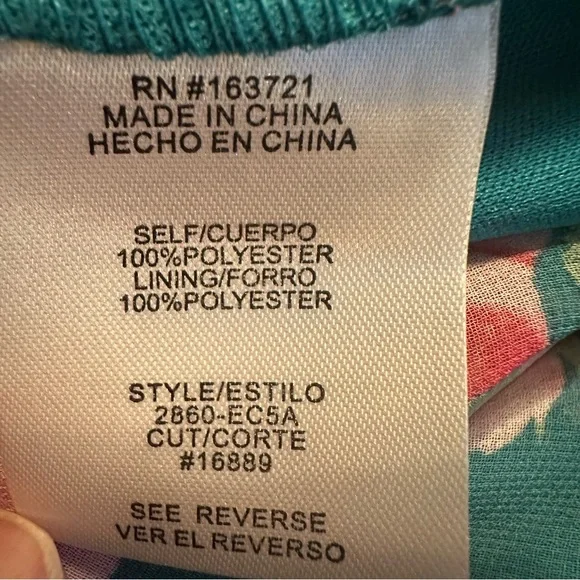 RN #163721
MADE IN CHINA
HECHO EN CHINA
SELF/CUERPO
100%POLYESTER
LINING/FORRO
100%POLYESTER
STYLE/ESTILO
2860-EC5A
CUT/CORTE
#16889
SEE REVERSE
VER EL REVERSO